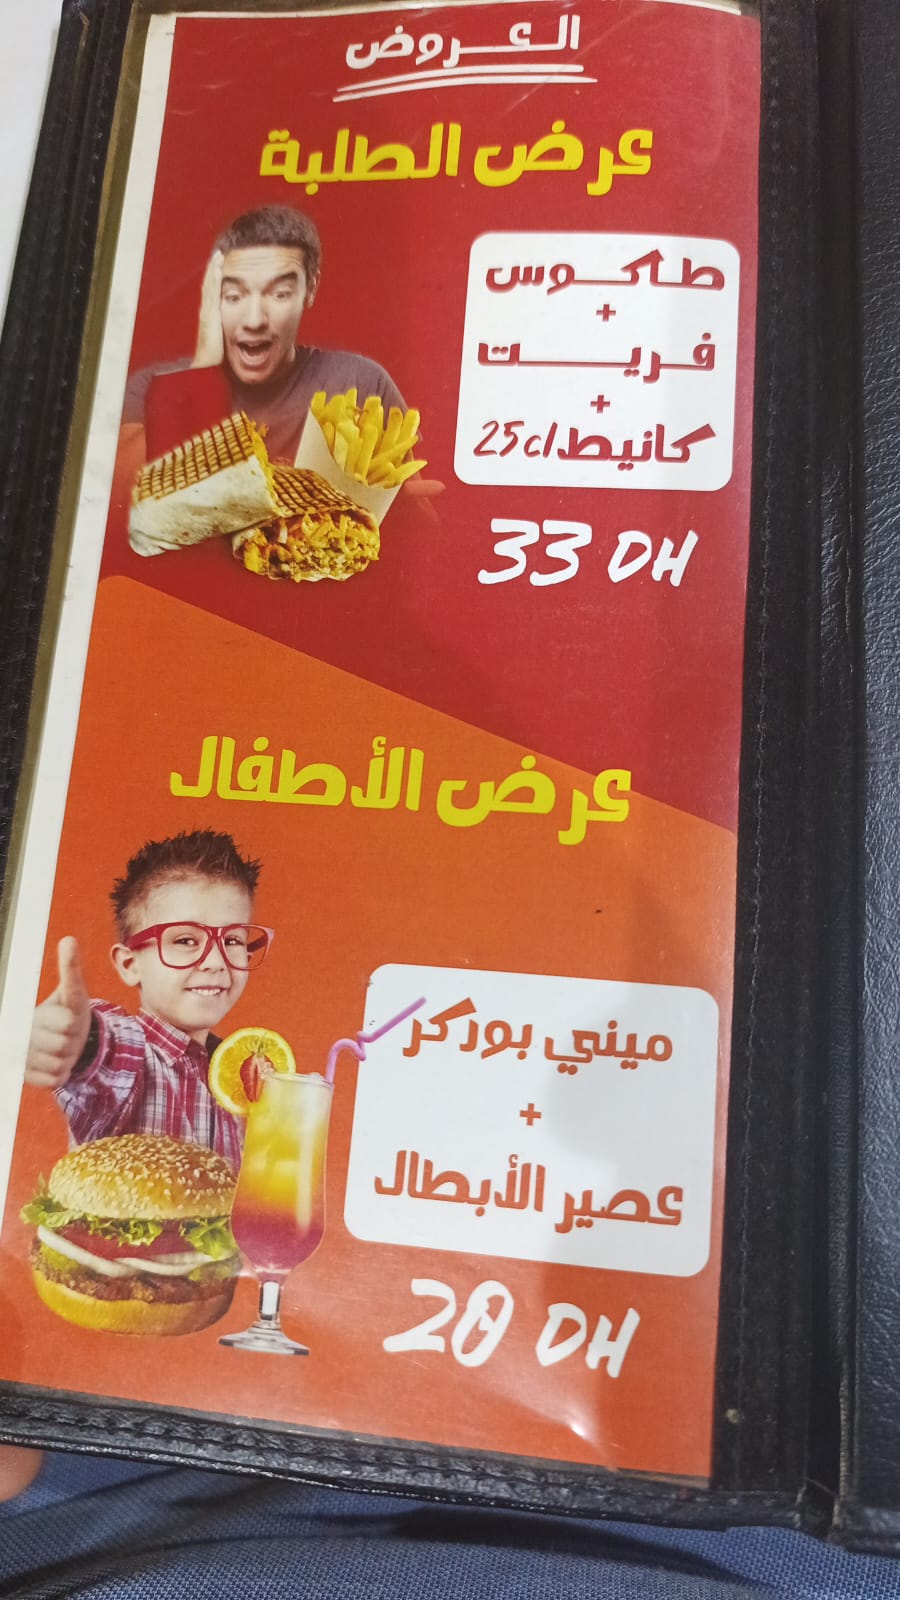 العروض
عرض الطلبة
طاكوس
+
فريت
+
كانيط 25cl
33 DH
عرض الأطفال
ميني بوركر
+
عصير الأبطال
20 DH